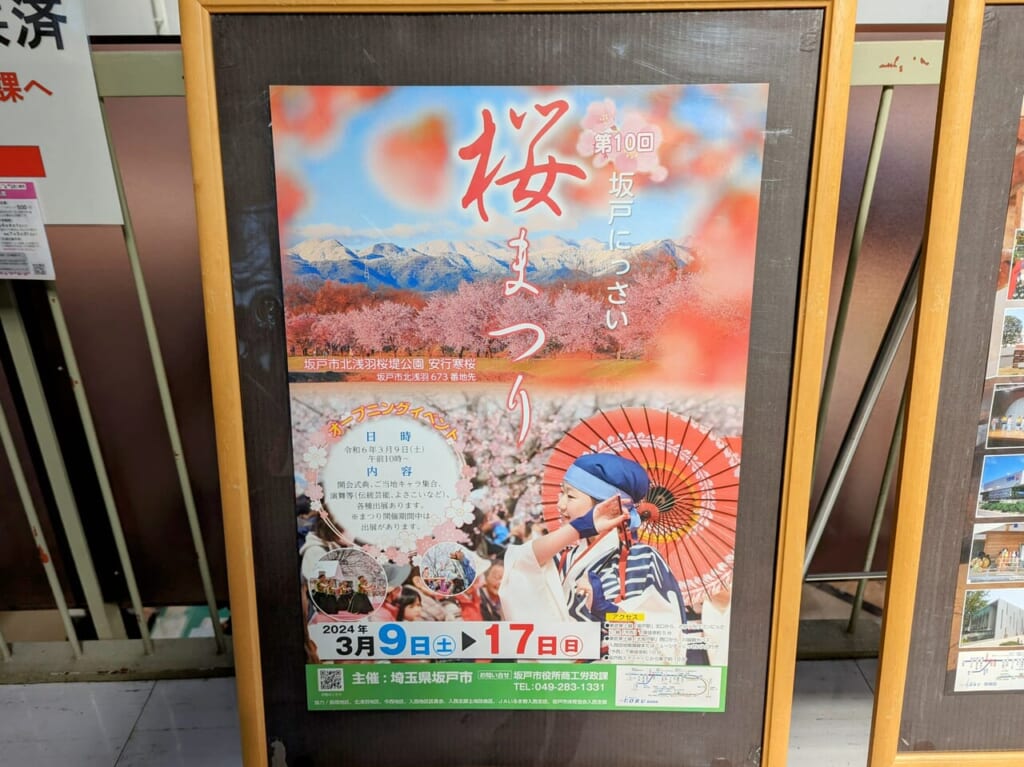 済
課へ
第10回
坂戸にっさい
桜まつり
坂戸市北浅羽桜堤公園 安行寒桜
坂戸市北浅羽673番地先
オープニングイベント
日 時
令和6年3月9日(土)
午前10時~
内 容
開会式典、ご当地キャラ集合、
演舞等(伝統芸能、よさこいなど)、
各種出展あります。
※まつり開催期間中は、
出展があります。
2024年
3月9日(土)▶17日(日)
アクセス
主催:埼玉県坂戸市
お問い合せ 坂戸市役所商工労政課
TEL:049-283-1331